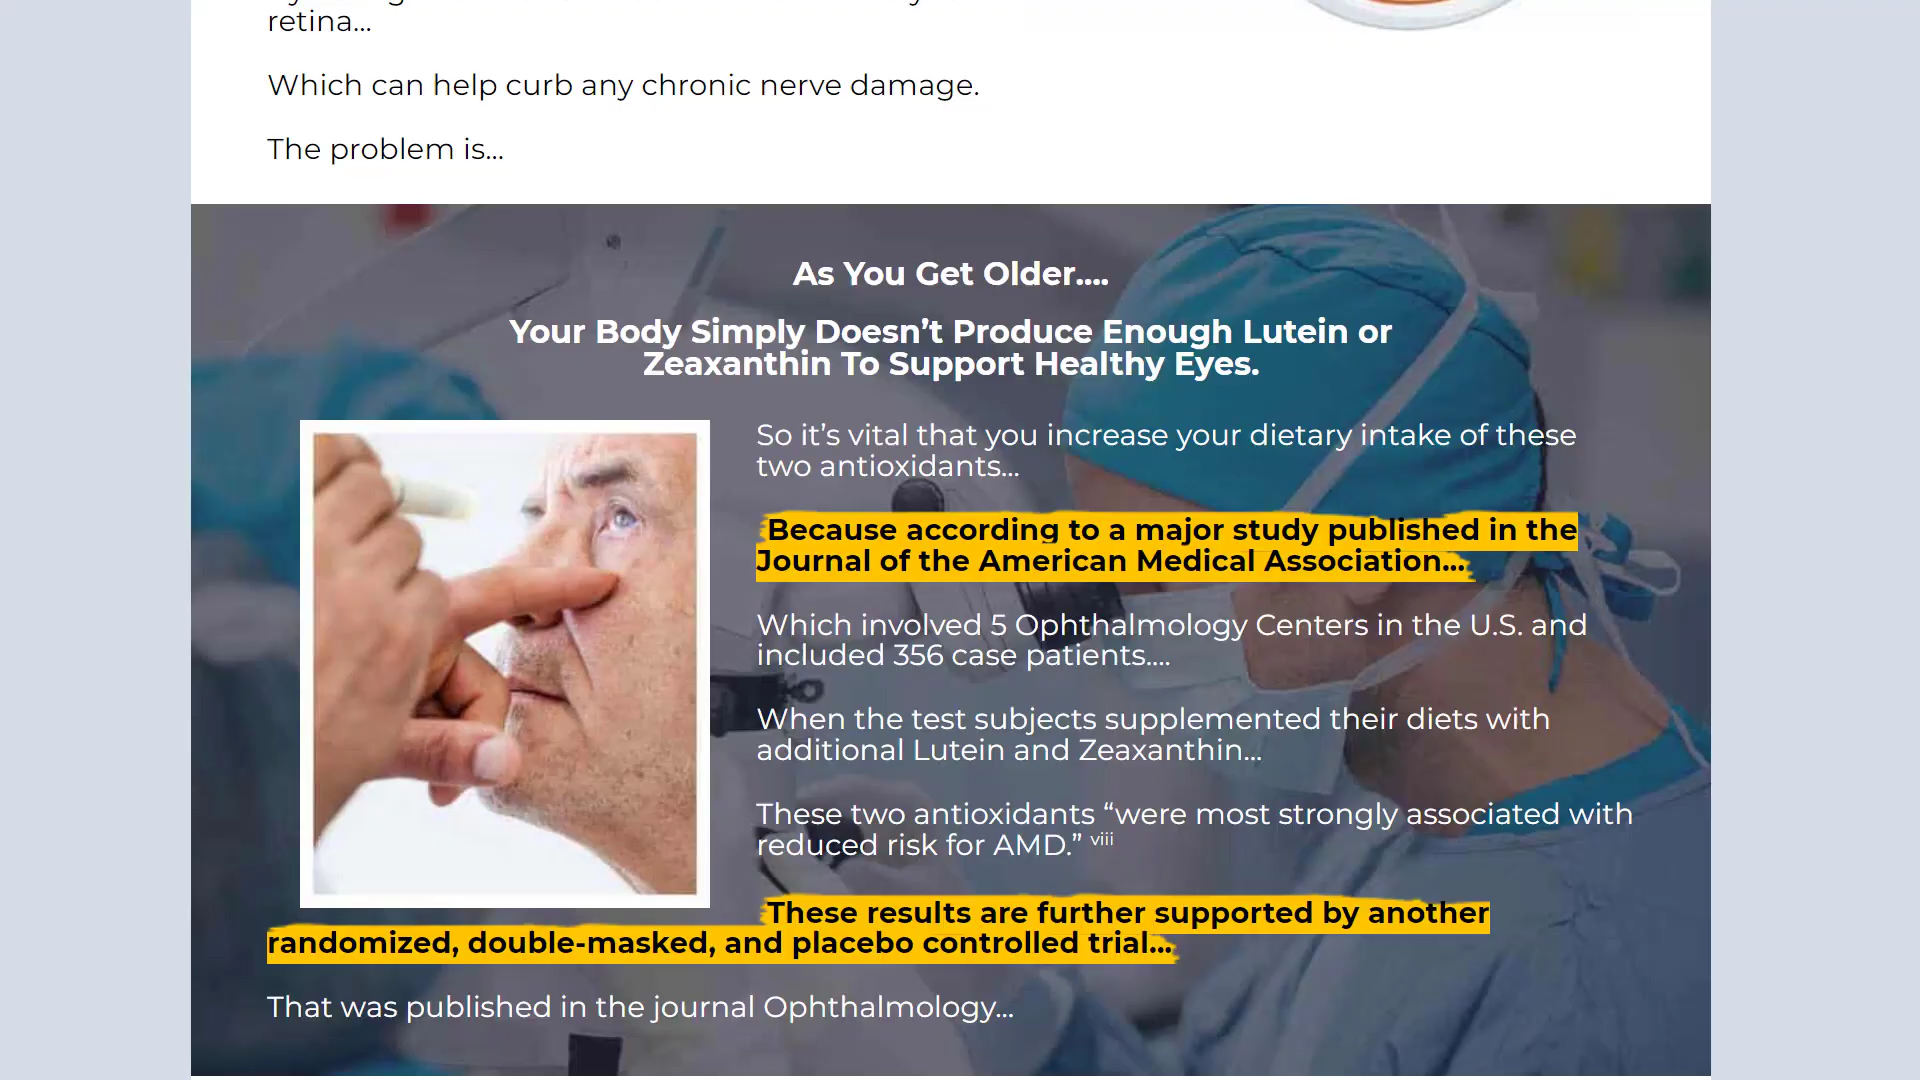 retina...
Which can help curb any chronic nerve damage.
The problem is...
As You Get Older....
Your Body Simply Doesn’t Produce Enough Lutein or
Zeaxanthin To Support Healthy Eyes.
So it’s vital that you increase your dietary intake of these
two antioxidants...
Because according to a major study published in the
Journal of the American Medical Association...
Which involved 5 Ophthalmology Centers in the U.S. and
included 356 case patients....
When the test subjects supplemented their diets with
additional Lutein and Zeaxanthin...
These two antioxidants “were most strongly associated with
reduced risk for AMD.” viii
These results are further supported by another
randomized, double-masked, and placebo controlled trial...
That was published in the journal Ophthalmology...